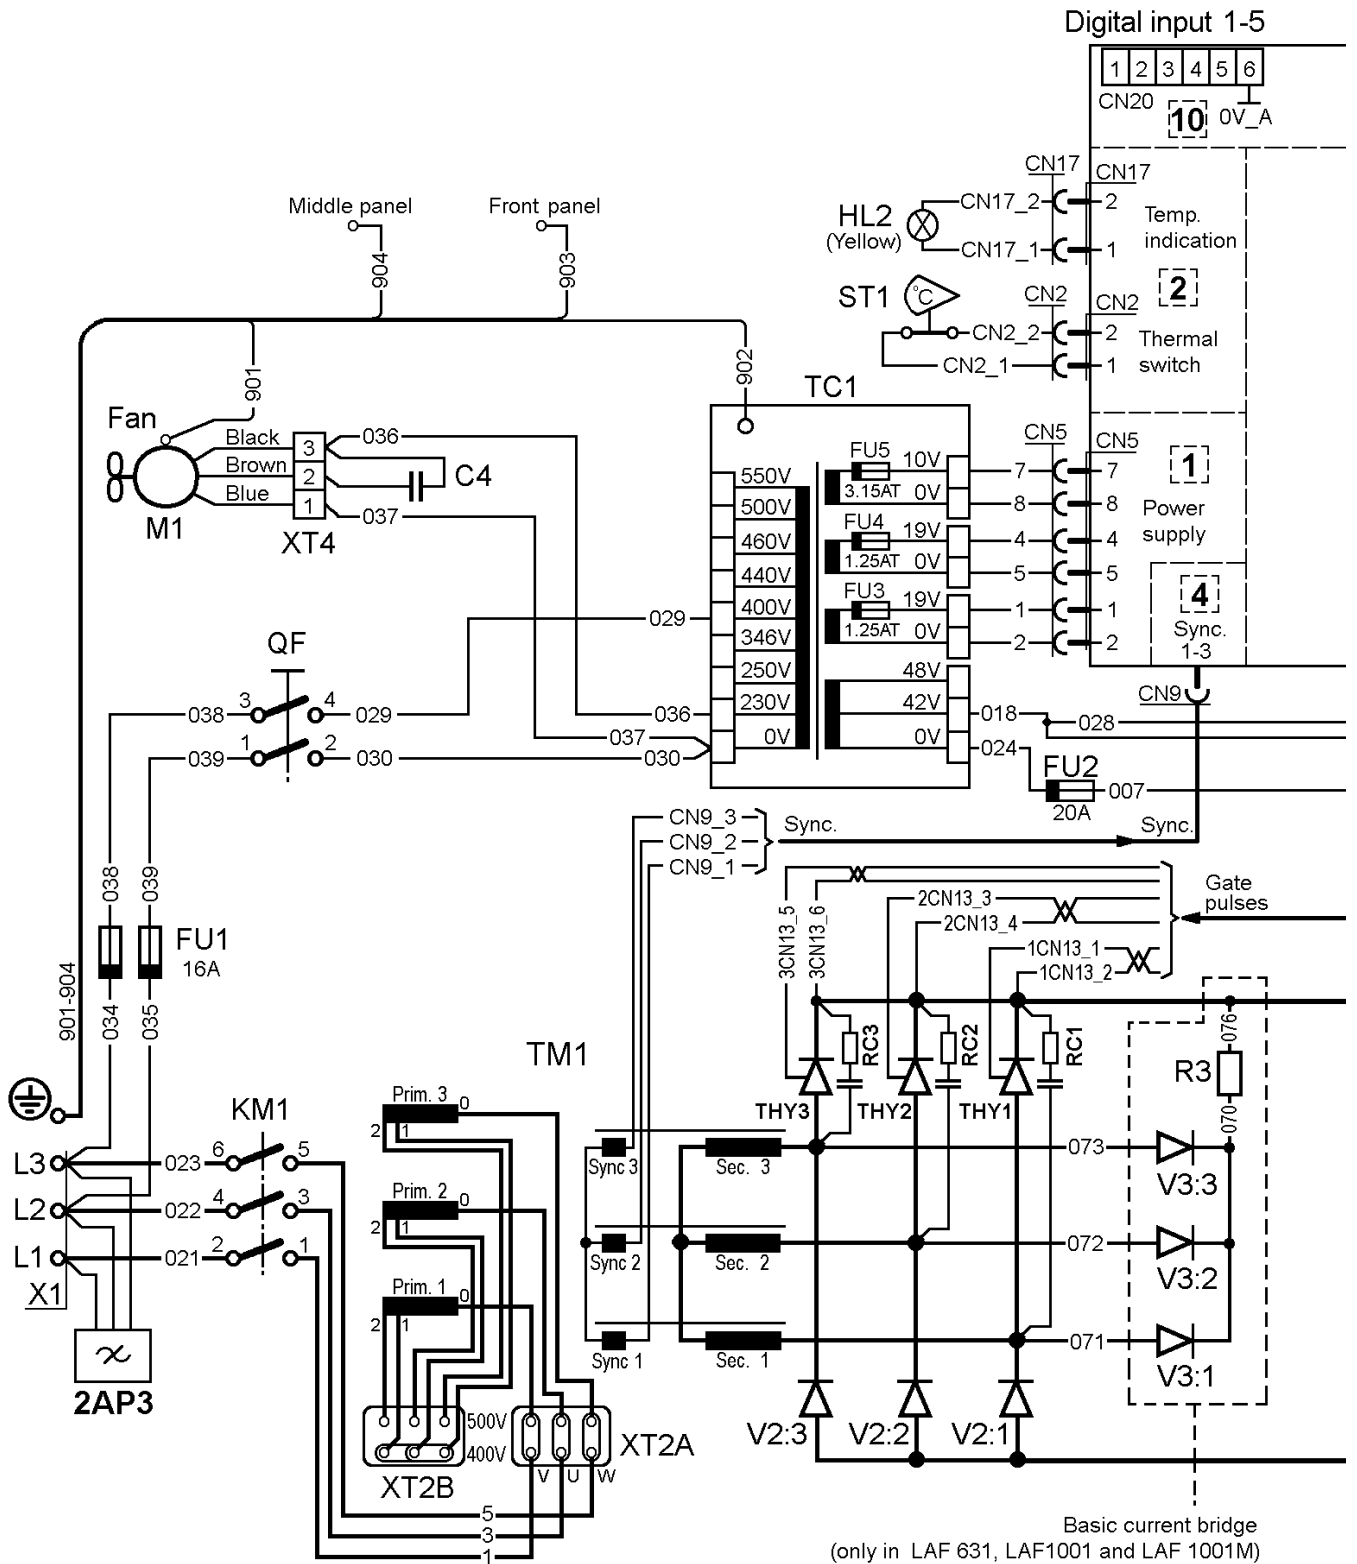 Digital input 1-5
1 2 3 4 5 6
CN20
10
0V_A
CN17
CN17
CN17_2
2
HL2
(Yellow)
Temp.
indication
CN17_1
1
2
Middle panel
Front panel
904
903
ST1
°C
CN2
CN2
CN2_2
2
Thermal
switch
CN2_1
1
901
902
TC1
Fan
Black
Brown
Blue
3
2
1
036
C4
037
M1
XT4
550V
500V
460V
440V
400V
346V
250V
230V
0V
FU5
3.15AT
10V
0V
FU4
1.25AT
19V
0V
FU3
1.25AT
19V
0V
48V
42V
0V
CN5
CN5
7
7
8
8
4
4
5
5
1
1
2
2
1
Power
supply
4
Sync.
1-3
CN9
029
QF
038
3
4
029
036
037
039
1
2
030
030
018
028
024
FU2
20A
007
CN9_3
CN9_2
CN9_1
Sync.
Sync.
038
039
FU1
16A
034
035
901-904
3CN13_5
3CN13_6
2CN13_3
2CN13_4
1CN13_1
1CN13_2
Gate
pulses
TM1
RC3
RC2
RC1
THY3
THY2
THY1
076
R3
070
KM1
L3
023
6
5
L2
022
4
3
L1
021
2
1
X1
2AP3
Prim. 3
0
2
1
Prim. 2
0
2
1
Prim. 1
0
2
1
Sync 3
Sec. 3
Sync 2
Sec. 2
Sync 1
Sec. 1
073
V3:3
072
V3:2
071
V3:1
V2:3
V2:2
V2:1
500V
400V
XT2B
XT2A
V U W
5
3
1
Basic current bridge
(only in LAF 631, LAF1001 and LAF 1001M)